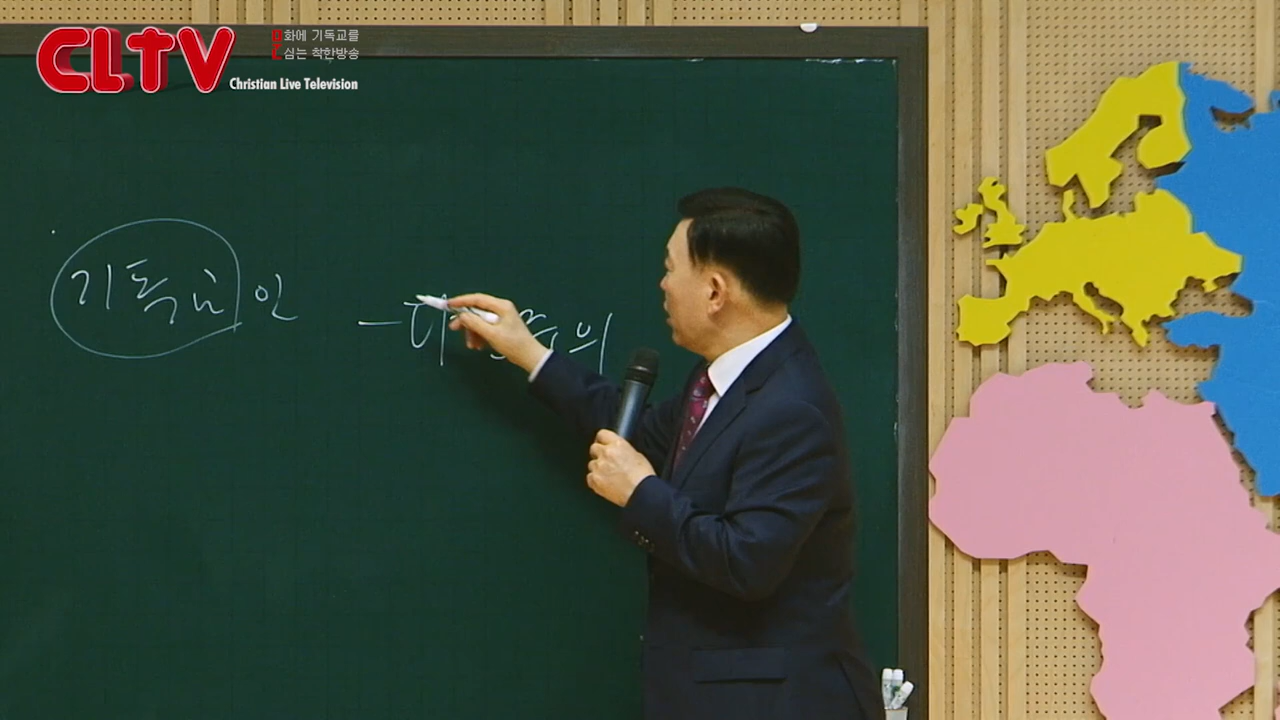 CLTV
화에 기독교를
심는 착한방송
Christian Live Television
기독교인
주의